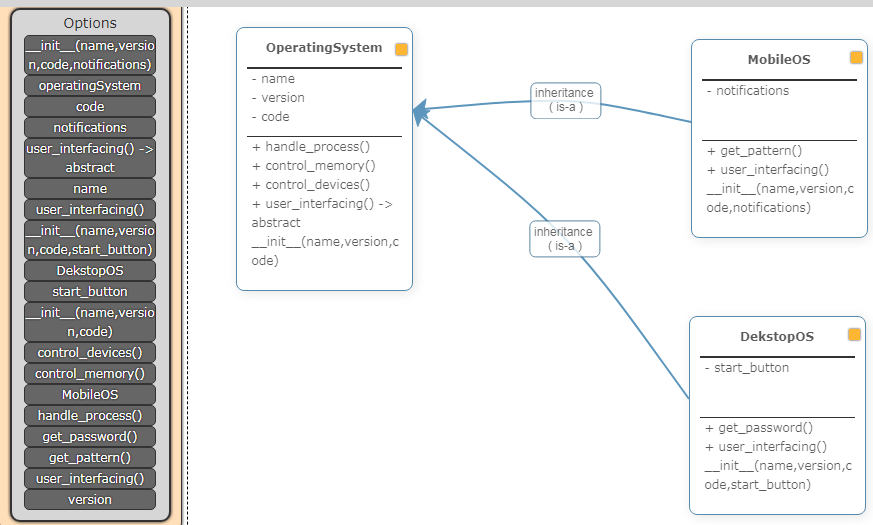 Options
__init__(name,versio
n,code,notifications)
operatingSystem
code
notifications
user_interfacing() ->
abstract
name
user_interfacing()
__init__(name,versio
n,code,start_button)
DekstopOS
start_button
__init__(name,versio
n,code)
control_devices()
control_memory()
MobileOS
handle_process()
get_password()
get_pattern()
user_interfacing()
version
OperatingSystem
- name
- version
- code
+ handle_process()
+ control_memory()
+ control_devices()
+ user_interfacing() ->
abstract
__init__(name,version,c
ode)
inheritance
( is-a )
inheritance
( is-a )
MobileOS
- notifications
+ get_pattern()
+ user_interfacing()
__init__(name,version,c
ode,notifications)
DekstopOS
- start_button
+ get_password()
+ user_interfacing()
__init__(name,version,c
ode,start_button)